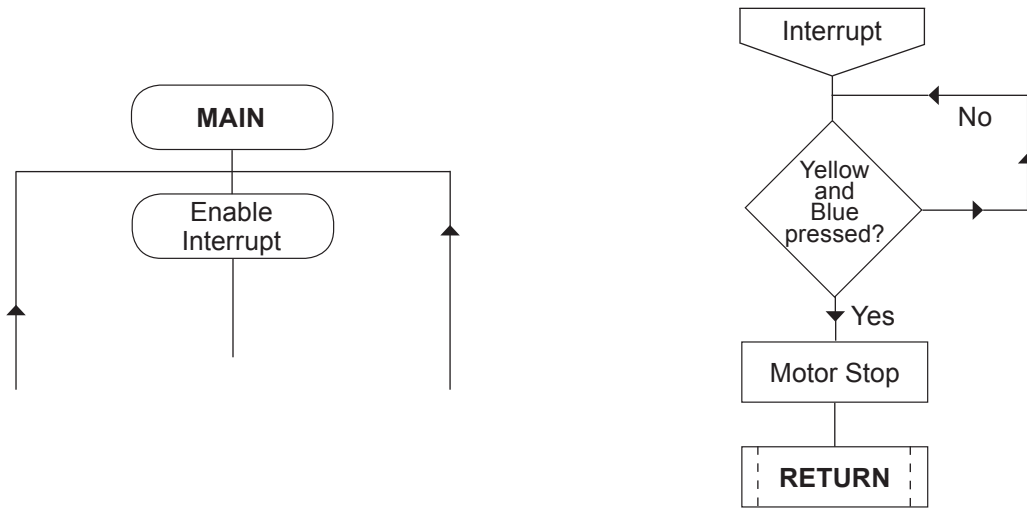 MAIN
Enable
Interrupt
Interrupt
No
Yellow
and
Blue
pressed?
Yes
Motor Stop
RETURN